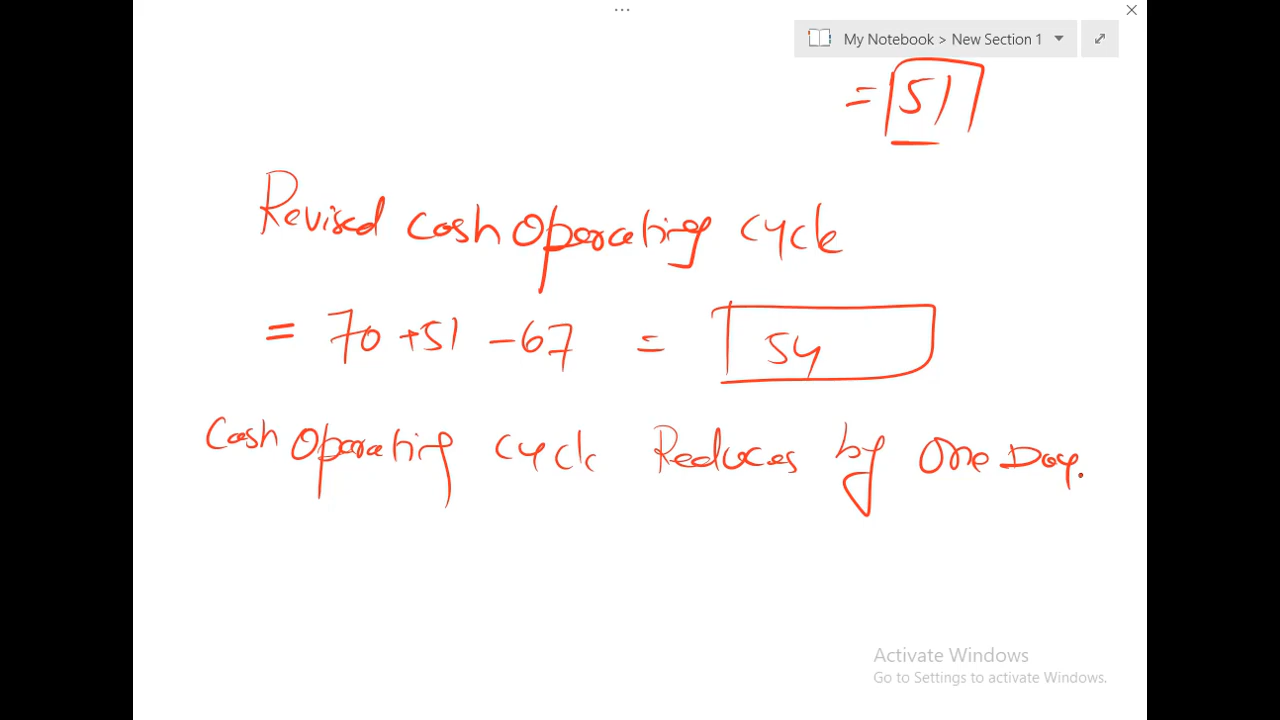 My Notebook > New Section 1
= 51
Revised cash operating cycle
= 70 +51 -67 = 54
Cash operating cycle Reduces by One Day.
Activate Windows
Go to Settings to activate Windows.